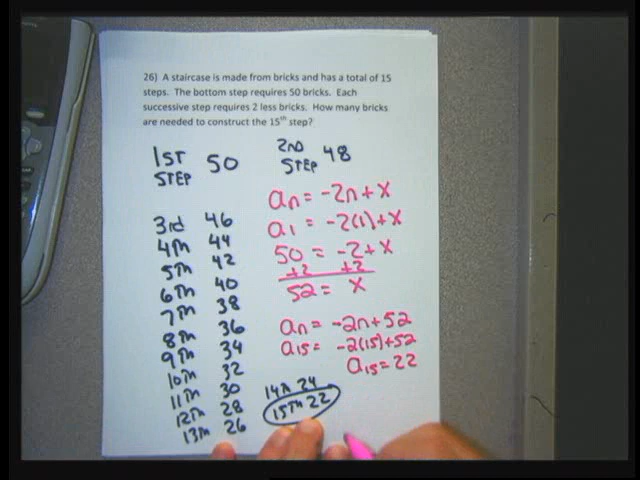 26) A staircase is made from bricks and has a total of 15
steps. The bottom step requires 50 bricks. Each
successive step requires 2 less bricks. How many bricks
are needed to construct the 15th step?
1ST STEP 50
2ND STEP 48
3rd 46
4th 44
5th 42
6th 40
7th 38
8th 36
9th 34
10th 32
11th 30
12th 28
13th 26
14th 24
15th 22
an = -2n + x
a1 = -2(1) + x
50 = -2 + x
+2 +2
52 = x
an = -2n + 52
a15 = -2(15) + 52
a15 = 22